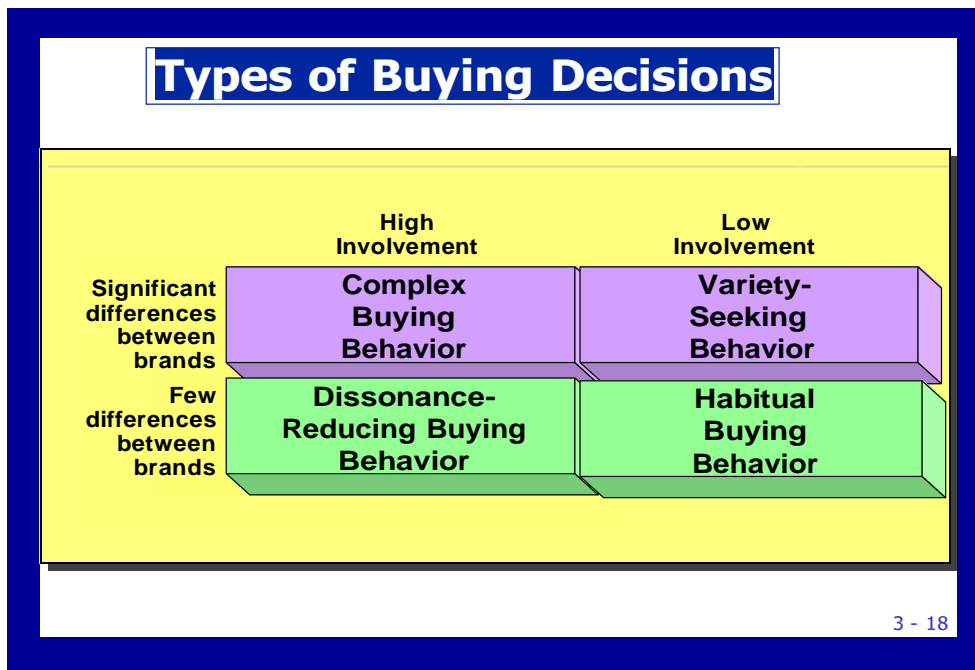 Types of Buying Decisions
High
Involvement
Low
Involvement
Significant
differences
between
brands
Complex
Buying
Behavior
Variety-
Seeking
Behavior
Few
differences
between
brands
Dissonance-
Reducing Buying
Behavior
Habitual
Buying
Behavior
3 - 18